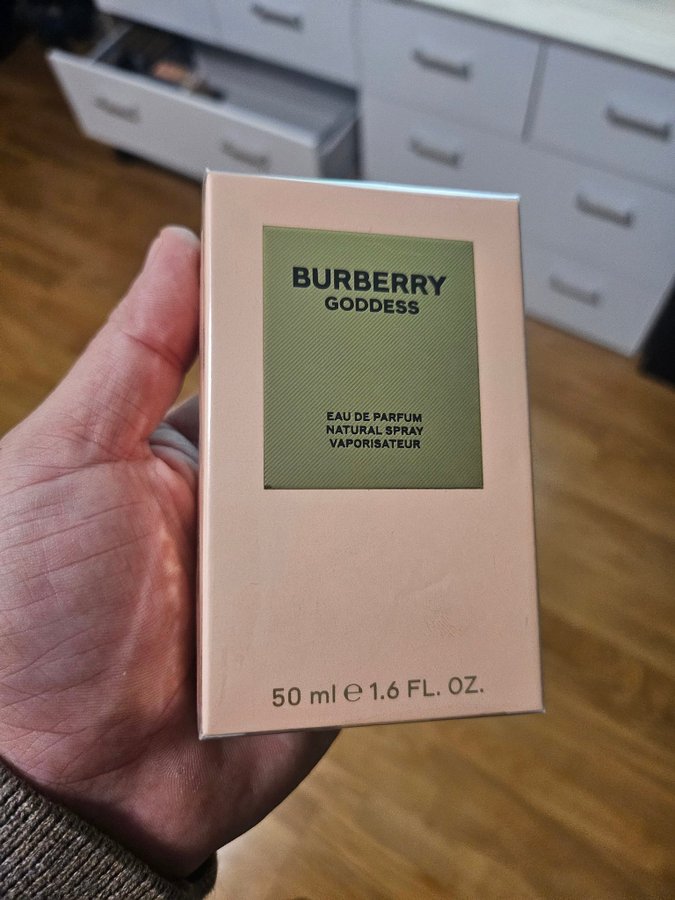 BURBERRY
GODDESS
EAU DE PARFUM
NATURAL SPRAY
VAPORISATEUR
50 ml ℮ 1.6 FL. OZ.